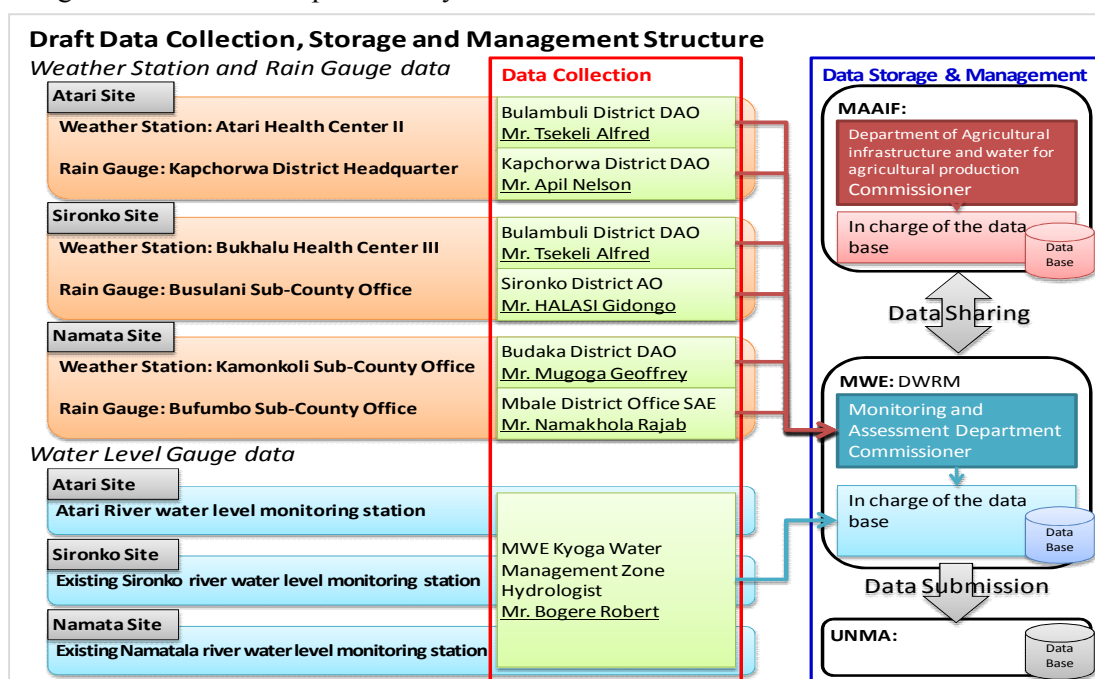 Draft Data Collection, Storage and Management Structure
Weather Station and Rain Gauge data
Data Collection
Data Storage & Management
Atari Site
Weather Station: Atari Health Center II
Rain Gauge: Kapchorwa District Headquarter
Bulambuli District DAO
Mr. Tsekeli Alfred
Kapchorwa District DAO
Mr. Apil Nelson
Sironko Site
Weather Station: Bukhalu Health Center III
Rain Gauge: Busulani Sub-County Office
Bulambuli District DAO
Mr. Tsekeli Alfred
Sironko District AO
Mr. HALASI Gidongo
Namata Site
Weather Station: Kamonkoli Sub-County Office
Rain Gauge: Bufumbo Sub-County Office
Budaka District DAO
Mr. Mugoga Geoffrey
Mbale District Office SAE
Mr. Namakhola Rajab
Water Level Gauge data
Atari Site
Atari River water level monitoring station
Sironko Site
Existing Sironko river water level monitoring station
Namata Site
Existing Namatala river water level monitoring station
MWE Kyoga Water
Management Zone
Hydrologist
Mr. Bogere Robert
MAAIF:
Department of Agricultural
infrastructure and water for
agricultural production
Commissioner
In charge of the data
base
Data
Base
Data Sharing
MWE: DWRM
Monitoring and
Assessment Department
Commissioner
In charge of the data
base
Data
Base
Data Submission
UNMA:
Data
Base